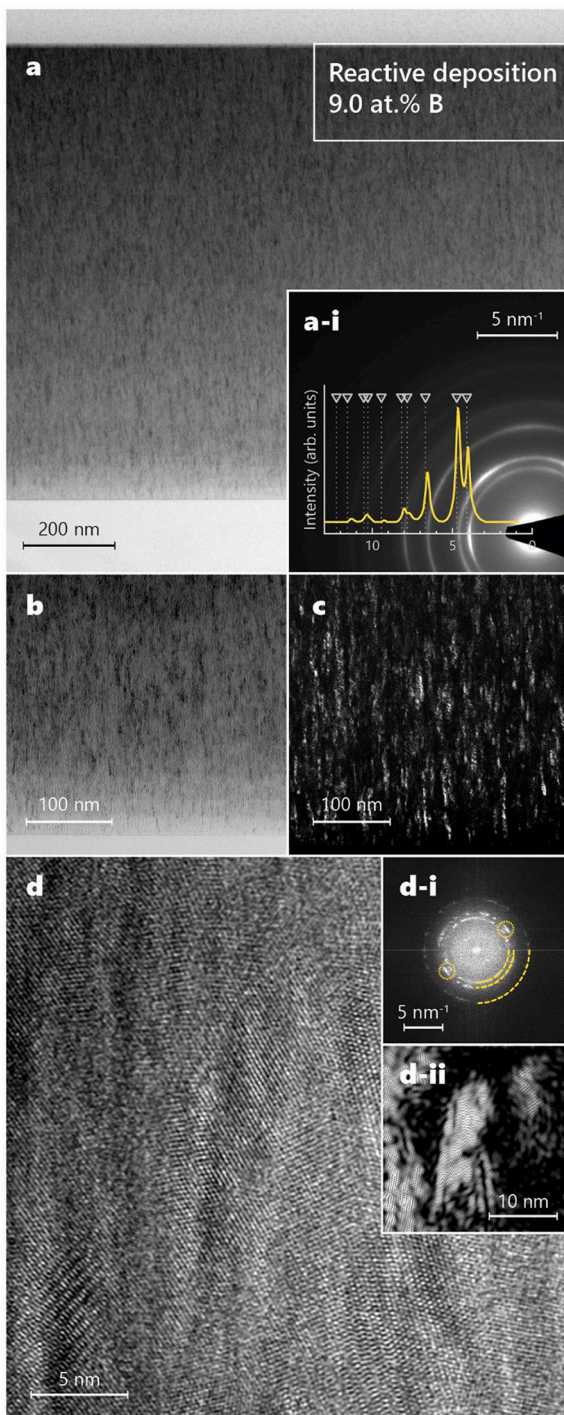 a
Reactive deposition
9.0 at.% B
200 nm
a-i
5 nm⁻¹
Intensity (arb. units)
10
5
0
b
100 nm
c
100 nm
d
5 nm
d-i
5 nm⁻¹
d-ii
10 nm